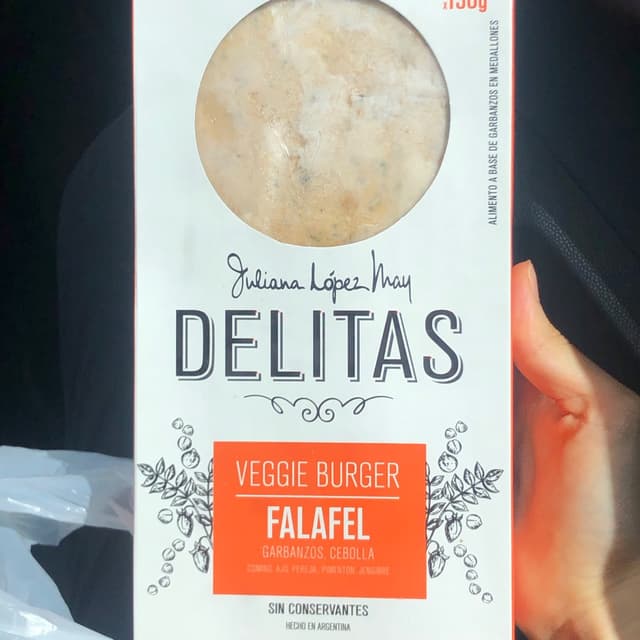 x130g
ALIMENTO A BASE DE GARBANZOS EN MEDALLONES
Juliana López May
DELITAS
VEGGIE BURGER
FALAFEL
GARBANZOS, CEBOLLA
COMINO, AJO, PEREJIL, PIMENTÓN, JENGIBRE
SIN CONSERVANTES
HECHO EN ARGENTINA